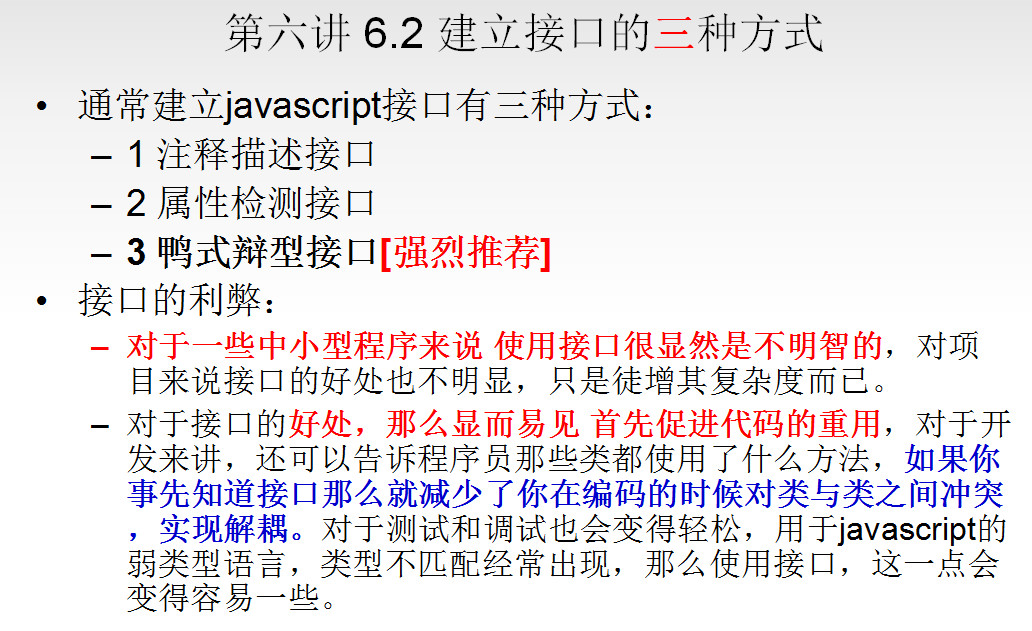 第六讲 6.2 建立接口的三种方式
• 通常建立javascript接口有三种方式：
– 1 注释描述接口
– 2 属性检测接口
– 3 鸭式辩型接口[强烈推荐]
• 接口的利弊：
– 对于一些中小型程序来说 使用接口很显然是不明智的，对项
目来说接口的好处也不明显，只是徒增其复杂度而已。
– 对于接口的好处，那么显而易见 首先促进代码的重用，对于开
发来讲，还可以告诉程序员那些类都使用了什么方法，如果你
事先知道接口那么就减少了你在编码的时候对类与类之间冲突
，实现解耦。对于测试和调试也会变得轻松，用于javascript的
弱类型语言，类型不匹配经常出现，那么使用接口，这一点会
变得容易一些。